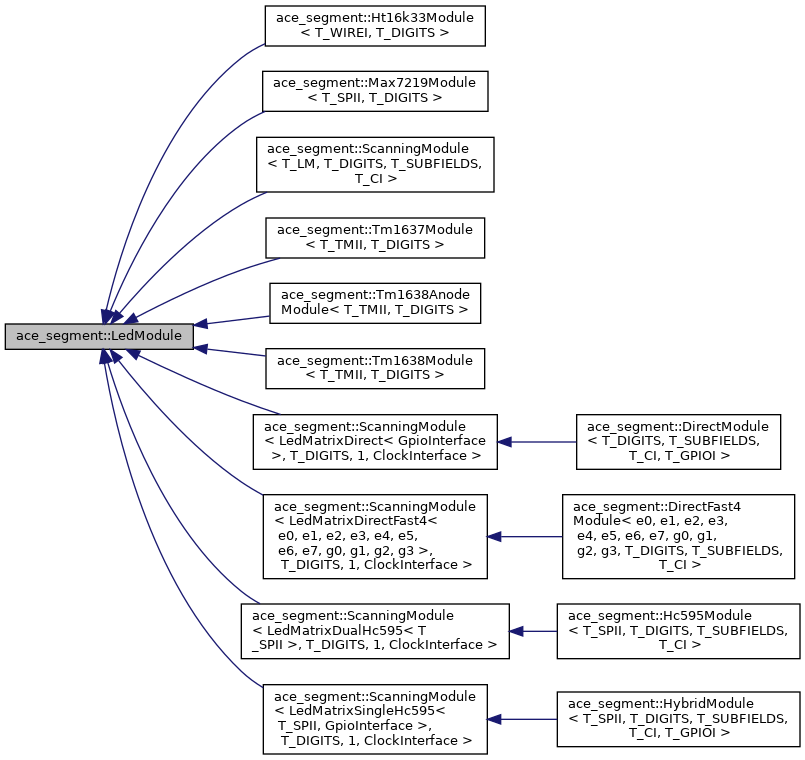 ace_segment::Ht16k33Module
< T_WIREI, T_DIGITS >
ace_segment::Max7219Module
< T_SPII, T_DIGITS >
ace_segment::ScanningModule
< T_LM, T_DIGITS, T_SUBFIELDS,
T_CI >
ace_segment::Tm1637Module
< T_TMII, T_DIGITS >
ace_segment::Tm1638Anode
Module< T_TMII, T_DIGITS >
ace_segment::LedModule
ace_segment::Tm1638Module
< T_TMII, T_DIGITS >
ace_segment::ScanningModule
< LedMatrixDirect< GpioInterface
>, T_DIGITS, 1, ClockInterface >
ace_segment::DirectModule
< T_DIGITS, T_SUBFIELDS,
T_CI, T_GPIOI >
ace_segment::ScanningModule
< LedMatrixDirectFast4<
e0, e1, e2, e3, e4, e5,
e6, e7, g0, g1, g2, g3 >,
T_DIGITS, 1, ClockInterface >
ace_segment::DirectFast4
Module< e0, e1, e2, e3,
e4, e5, e6, e7, g0, g1,
g2, g3, T_DIGITS, T_SUBFIELDS,
T_CI >
ace_segment::ScanningModule
< LedMatrixDualHc595< T
_SPII >, T_DIGITS, 1, ClockInterface >
ace_segment::Hc595Module
< T_SPII, T_DIGITS, T_SUBFIELDS,
T_CI >
ace_segment::ScanningModule
< LedMatrixSingleHc595<
T_SPII, GpioInterface >,
T_DIGITS, 1, ClockInterface >
ace_segment::HybridModule
< T_SPII, T_DIGITS, T_SUBFIELDS,
T_CI, T_GPIOI >